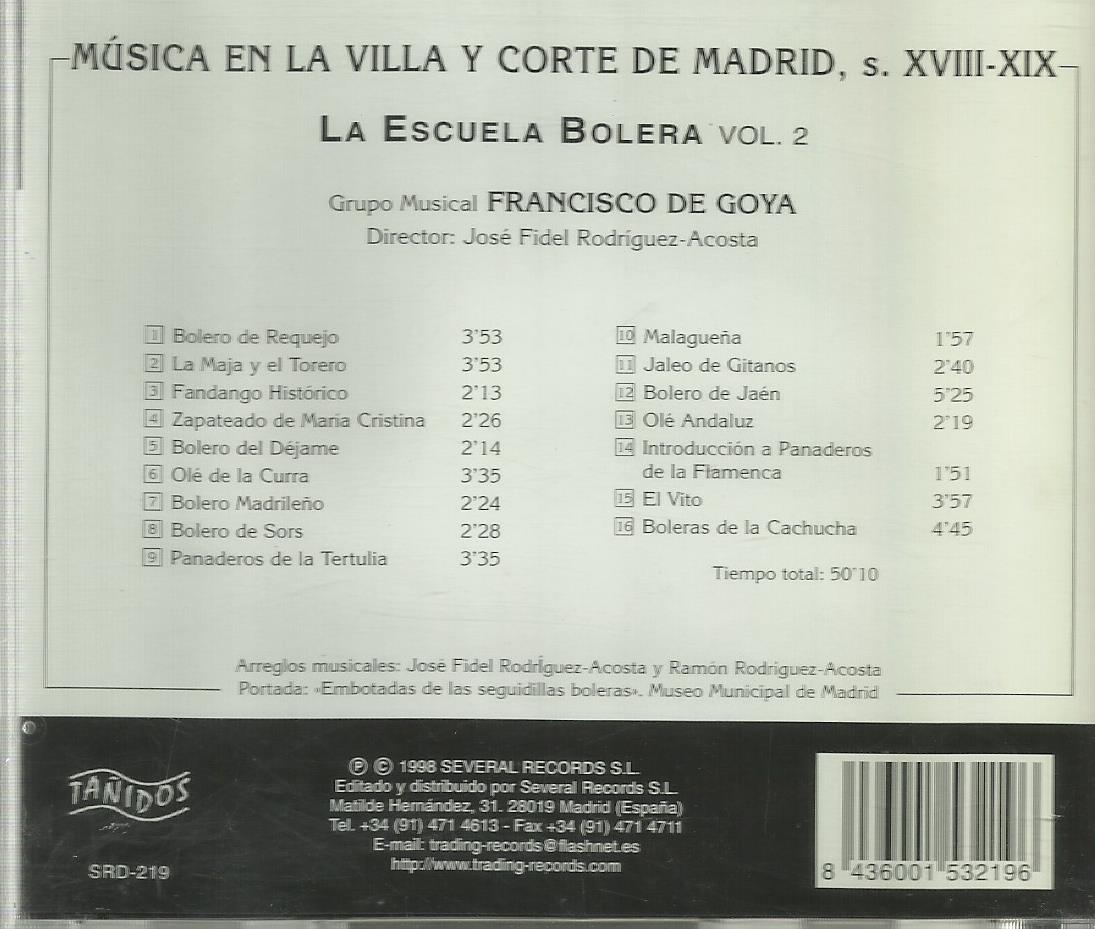 MÚSICA EN LA VILLA Y CORTE DE MADRID, s. XVIII-XIX
LA ESCUELA BOLERA VOL. 2
Grupo Musical FRANCISCO DE GOYA
Director: José Fidel Rodríguez-Acosta
1 Bolero de Requejo 3'53
2 La Maja y el Torero 3'53
3 Fandango Histórico 2'13
4 Zapateado de María Cristina 2'26
5 Bolero del Déjame 2'14
6 Olé de la Curra 3'35
7 Bolero Madrileño 2'24
8 Bolero de Sors 2'28
9 Panaderos de la Tertulia 3'35
10 Malagueña 1'57
11 Jaleo de Gitanos 2'40
12 Bolero de Jaén 5'25
13 Olé Andaluz 2'19
14 Introducción a Panaderos
de la Flamenca 1'51
15 El Vito 3'57
16 Boleras de la Cachucha 4'45
Tiempo total: 50'10
Arreglos musicales: José Fidel Rodríguez-Acosta y Ramón Rodríguez-Acosta
Portada: «Embotadas de las seguidillas boleras». Museo Municipal de Madrid
TAÑIDOS
SRD-219
℗ © 1998 SEVERAL RECORDS S.L.
Editado y distribuido por Several Records S.L.
Matilde Hernández, 31. 28019 Madrid (España)
Tel. +34 (91) 471 4613 - Fax +34 (91) 471 4711
E-mail: trading-records@flashnet.es
http://www.trading-records.com
8 436001 532196